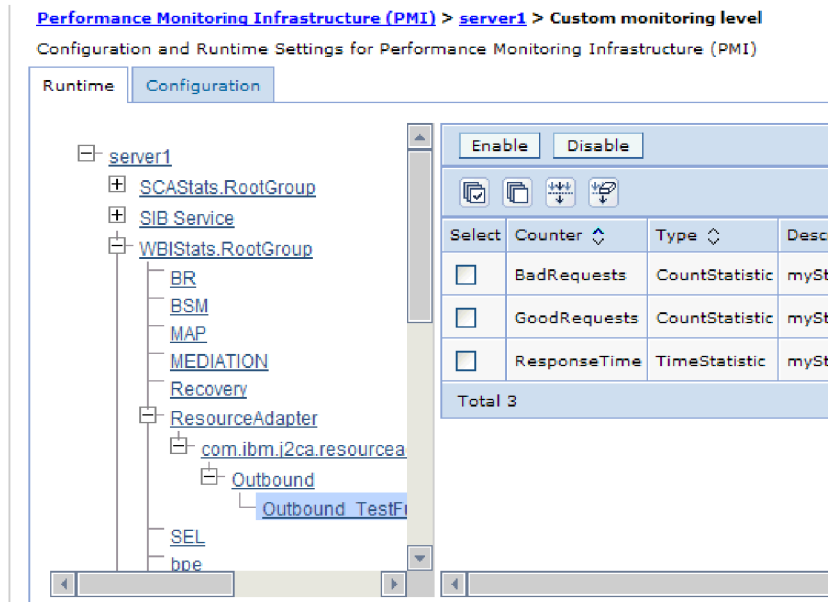 Performance Monitoring Infrastructure (PMI) > server1 > Custom monitoring level
Configuration and Runtime Settings for Performance Monitoring Infrastructure (PMI)
Runtime
Configuration
server1
SCAStats.RootGroup
SIB Service
WBIStats.RootGroup
BR
BSM
MAP
MEDIATION
Recovery
ResourceAdapter
com.ibm.j2ca.resourcea
Outbound
Outbound_TestFu
SEL
bpe
Enable Disable
Select Counter Type Desc
BadRequests CountStatistic mySt
GoodRequests CountStatistic mySt
ResponseTime TimeStatistic mySt
Total 3